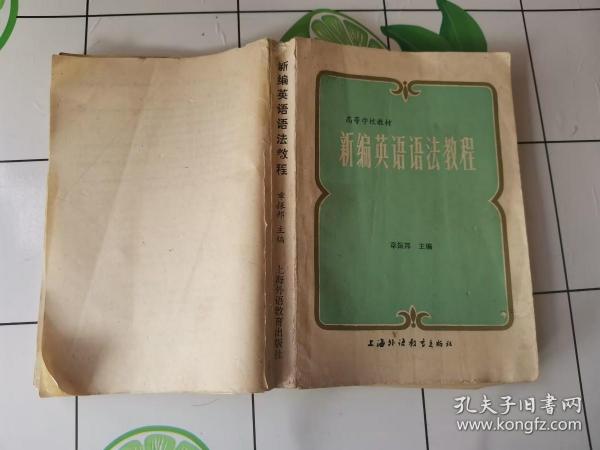 新编英语语法教程
章振邦 主编
上海外语教育出版社
高等学校教材
新编英语语法教程
章振邦 主编
上海外语教育出版社
孔夫子旧书网
www.kongfz.com